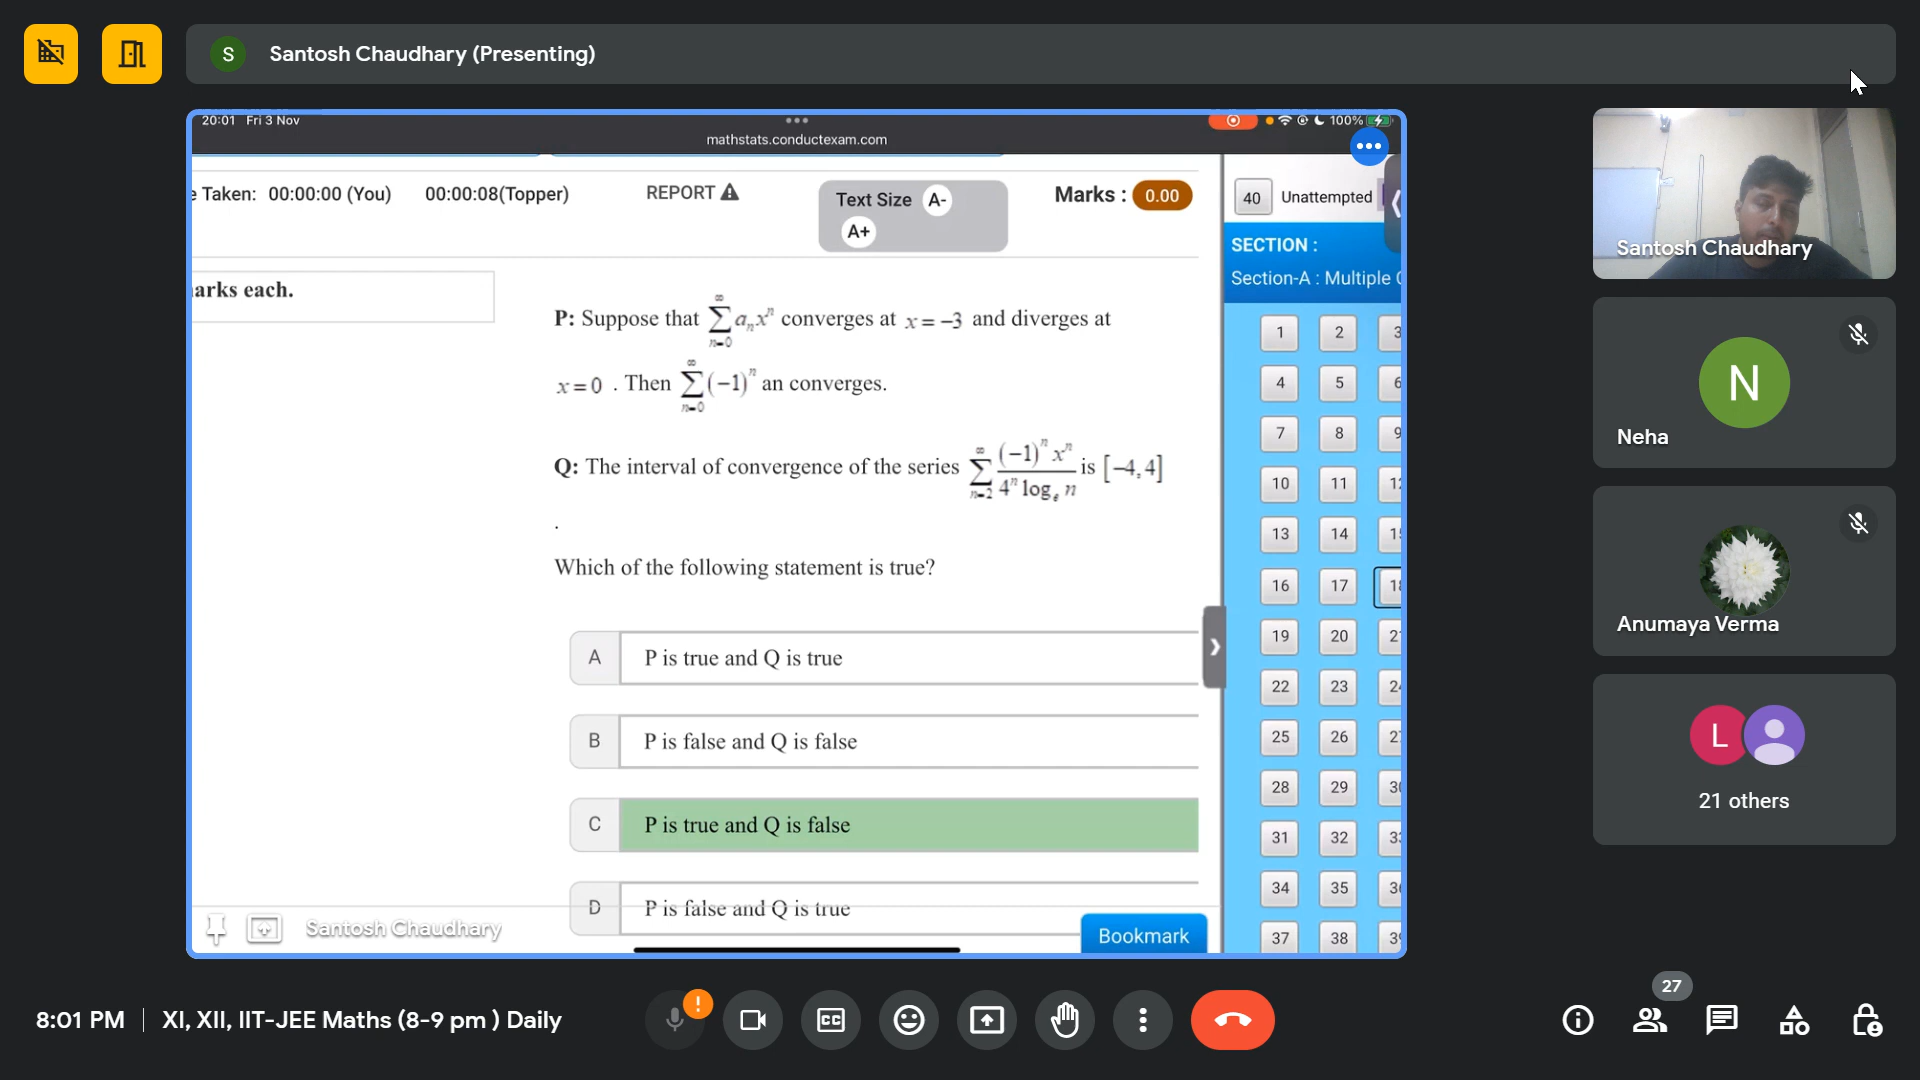 S Santosh Chaudhary (Presenting)
20:01 Fri 3 Nov
mathstats.conductexam.com
100%
e Taken: 00:00:00 (You) 00:00:08(Topper) REPORT Text Size A- A+ Marks : 0.00
arks each.
P: Suppose that ∑_{n=0}^{∞} aₙxⁿ converges at x = −3 and diverges at
x = 0 . Then ∑_{n=0}^{∞} (−1)ⁿ an converges.
Q: The interval of convergence of the series ∑_{n=2}^{∞} (−1)ⁿ xⁿ / 4ⁿ logₑ n is [−4, 4]
.
Which of the following statement is true?
A P is true and Q is true
B P is false and Q is false
C P is true and Q is false
D P is false and Q is true
Bookmark
Santosh Chaudhary
40 Unattempted
SECTION :
Section-A : Multiple
1 2 3
4 5 6
7 8 9
10 11
13 14
16 17
19 20
22 23
25 26
28 29
31 32
34 35
37 38
Santosh Chaudhary
N
Neha
Anumaya Verma
L
21 others
8:01 PM XI, XII, IIT-JEE Maths (8-9 pm ) Daily
!
CC
27